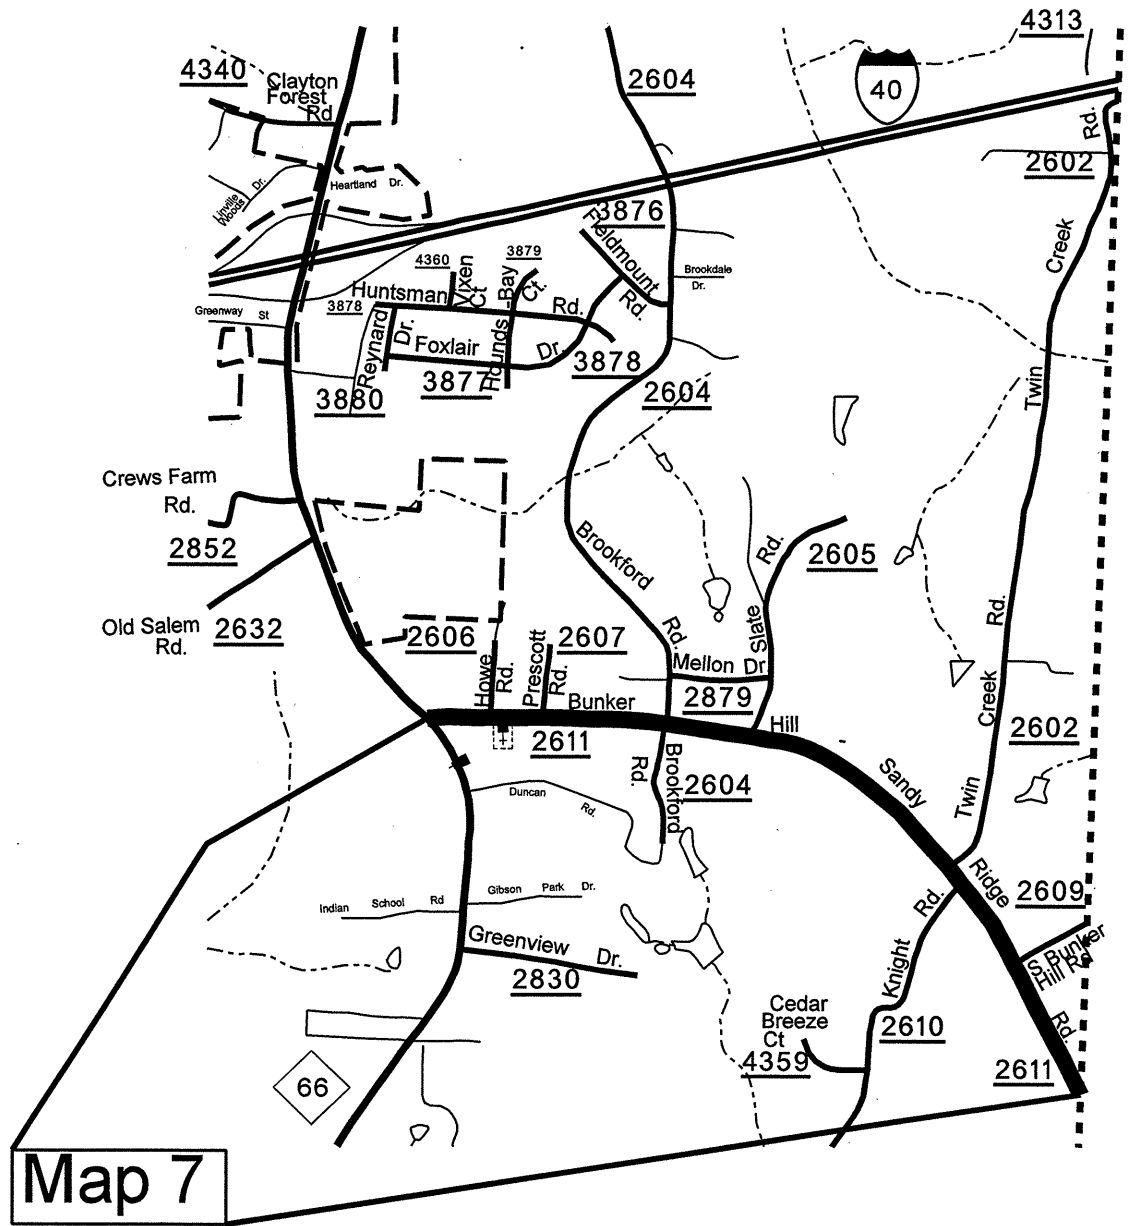 4313
4340
Clayton
Forest
Rd
2604
40
Rd.
2602
Heartland Dr.
Linville
Woods
Dr.
3876
Fieldmount
Rd.
Creek
4360
3879
Vixen
Ct
Bay
Ct.
Brookdale
Dr.
Huntsman
Rd.
3878
Greenway St
Reynard
Dr.
Foxlair
Dr.
Hounds
3878
3877
3880
2604
Twin
Crews Farm
Rd.
2852
Brookford
Rd.
Rd.
2605
Slate
Rd.
Old Salem
Rd.
2632
2606
2607
Howe
Rd.
Prescott
Rd.
Mellon Dr.
2879
Creek
Bunker
Hill
2611
2602
Rd.
Brookford
2604
Sandy
Twin
Duncan
Rd.
Ridge
2609
Indian School Rd
Gibson Park Dr.
Rd.
Greenview
Dr.
2830
Knight
S. Bunker
Hill Rd
Cedar
Breeze
Ct
4359
2610
Rd.
2611
66
Map 7